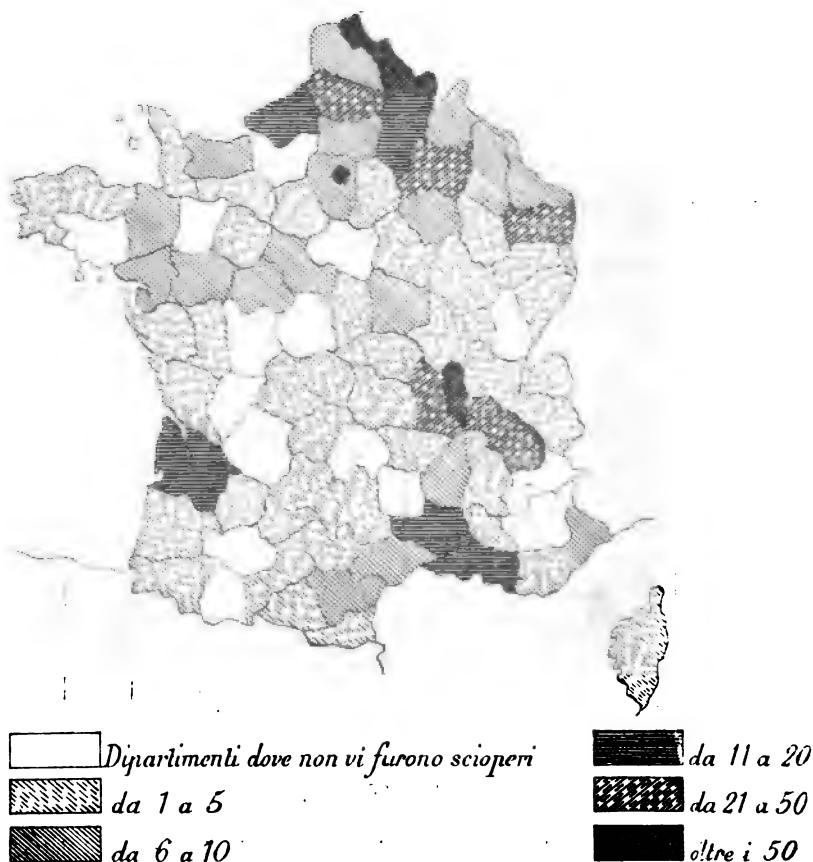 Dipartimenti dove non vi furono scioperi
da 1 a 5
da 6 a 10
da 11 a 20
da 21 a 50
oltre i 50